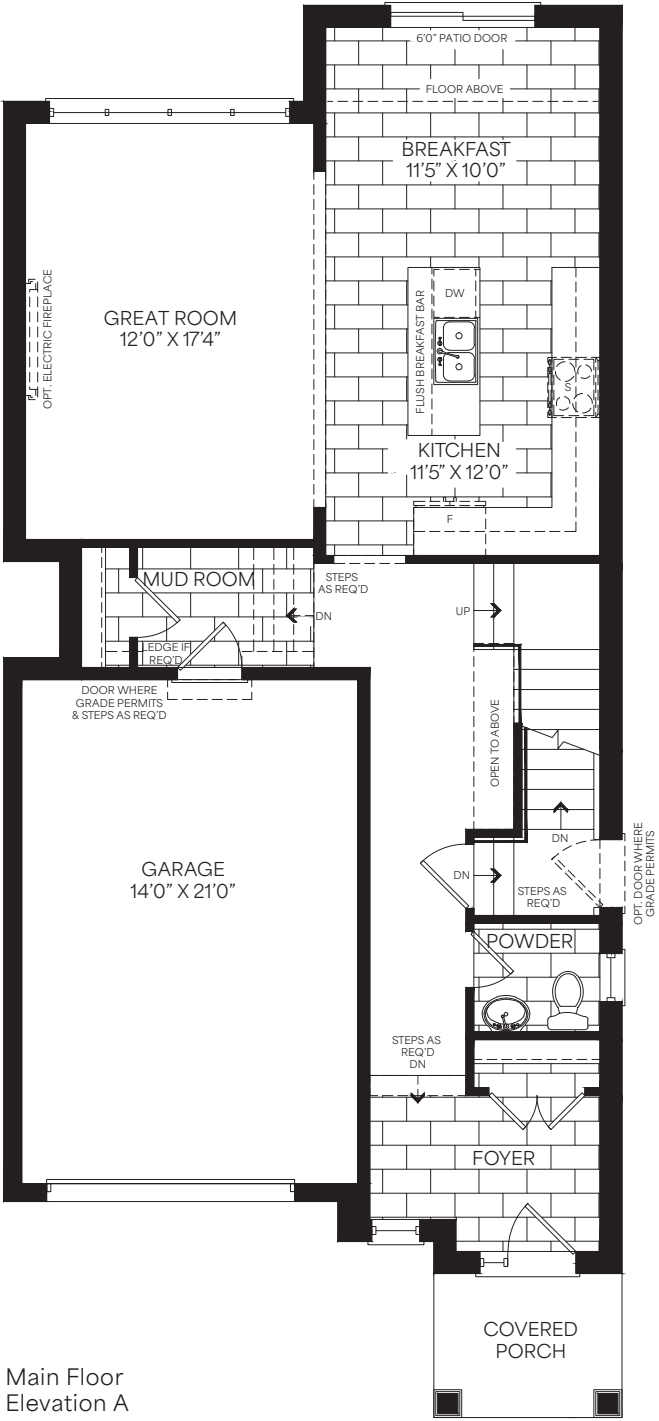 6'0" PATIO DOOR
FLOOR ABOVE
BREAKFAST
11'5" X 10'0"
GREAT ROOM
12'0" X 17'4"
OPT. ELECTRIC FIREPLACE
DW
FLUSH BREAKFAST BAR
S
KITCHEN
11'5" X 12'0"
F
MUD ROOM
STEPS
AS REQ'D
DN
UP
LEDGE IF
REQ'D
DOOR WHERE
GRADE PERMITS
& STEPS AS REQ'D
OPEN TO ABOVE
GARAGE
14'0" X 21'0"
DN
DN
STEPS AS
REQ'D
OPT. DOOR WHERE
GRADE PERMITS
POWDER
STEPS AS
REQ'D
DN
FOYER
COVERED
PORCH
Main Floor
Elevation A